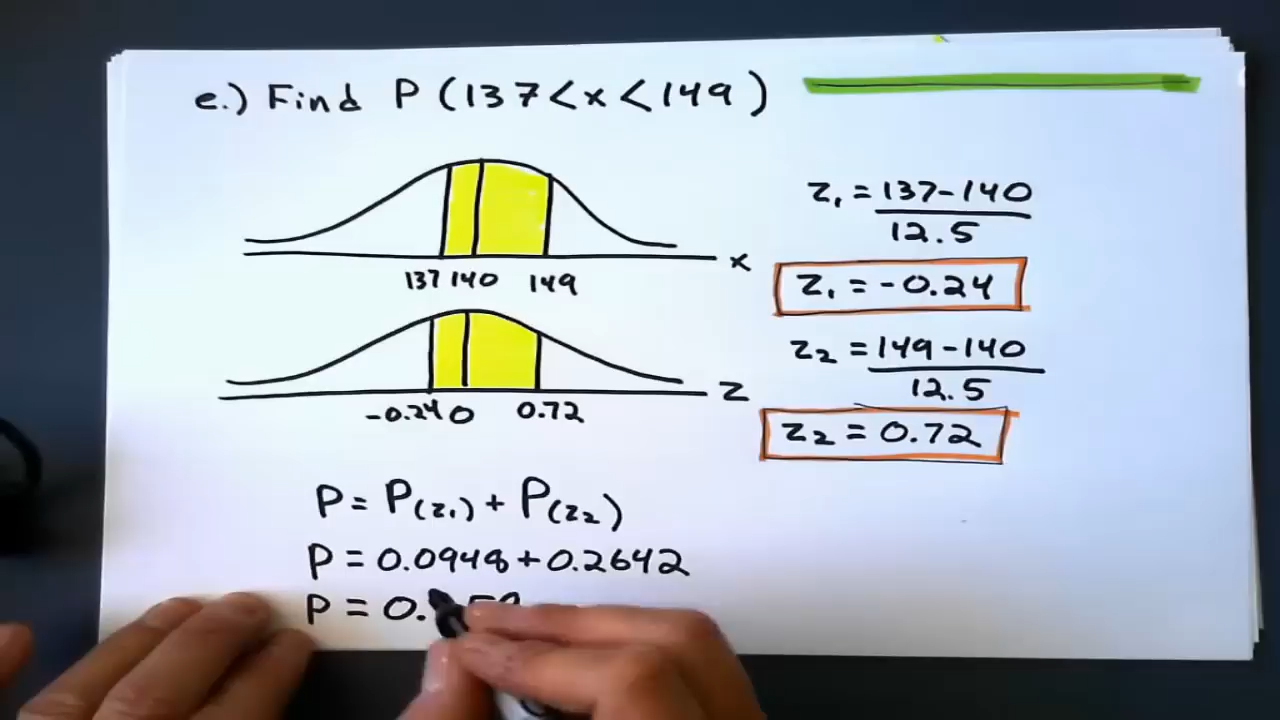 e.) Find P(137<x<149)
137 140 149
x
-0.24 0 0.72
z
z₁ = 137-140
12.5
z₁ = -0.24
z₂ = 149-140
12.5
z₂ = 0.72
P = P(z₁) + P(z₂)
P = 0.0948 + 0.2642
P = 0.